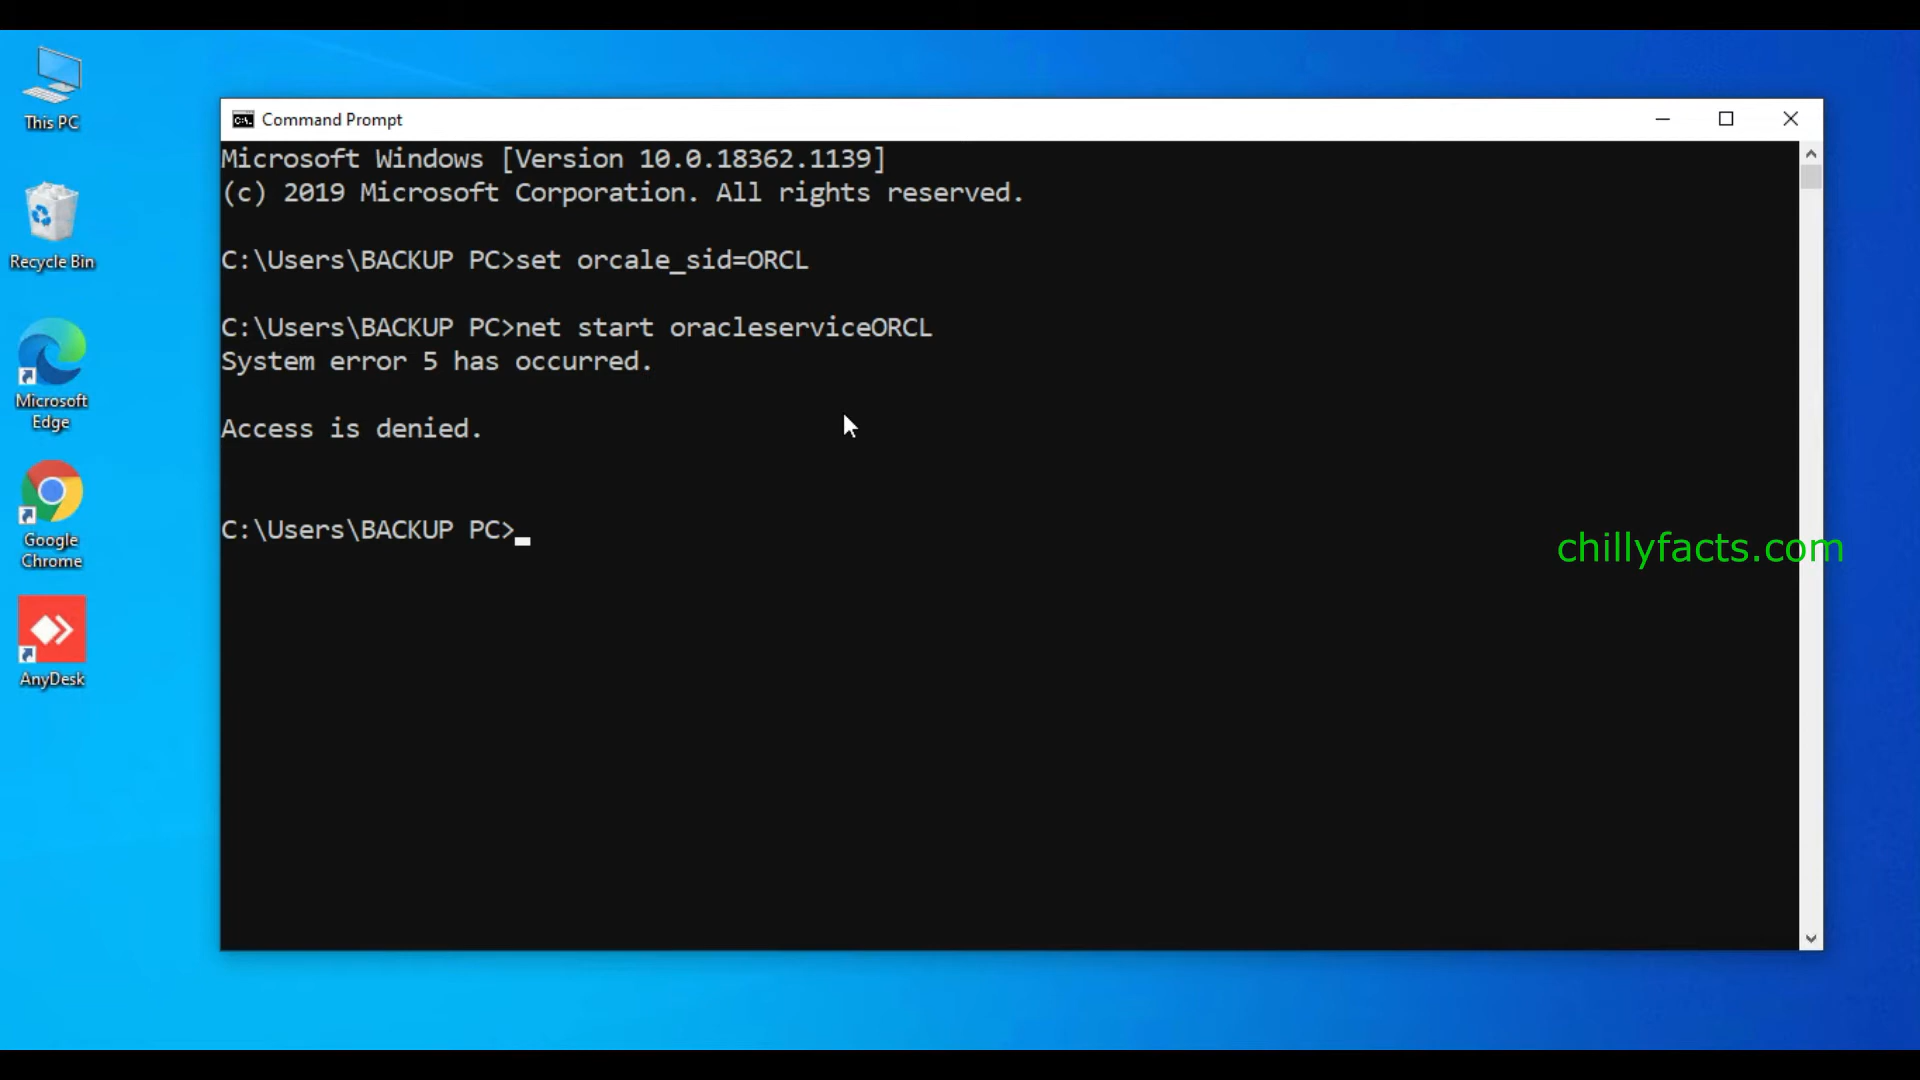 This PC
Recycle Bin
Microsoft
Edge
Google
Chrome
AnyDesk
C:\.
Command Prompt
Microsoft Windows [Version 10.0.18362.1139]
(c) 2019 Microsoft Corporation. All rights reserved.
C:\Users\BACKUP PC>set orcale_sid=ORCL
C:\Users\BACKUP PC>net start oracleserviceORCL
System error 5 has occurred.
Access is denied.
C:\Users\BACKUP PC>
chillyfacts.com